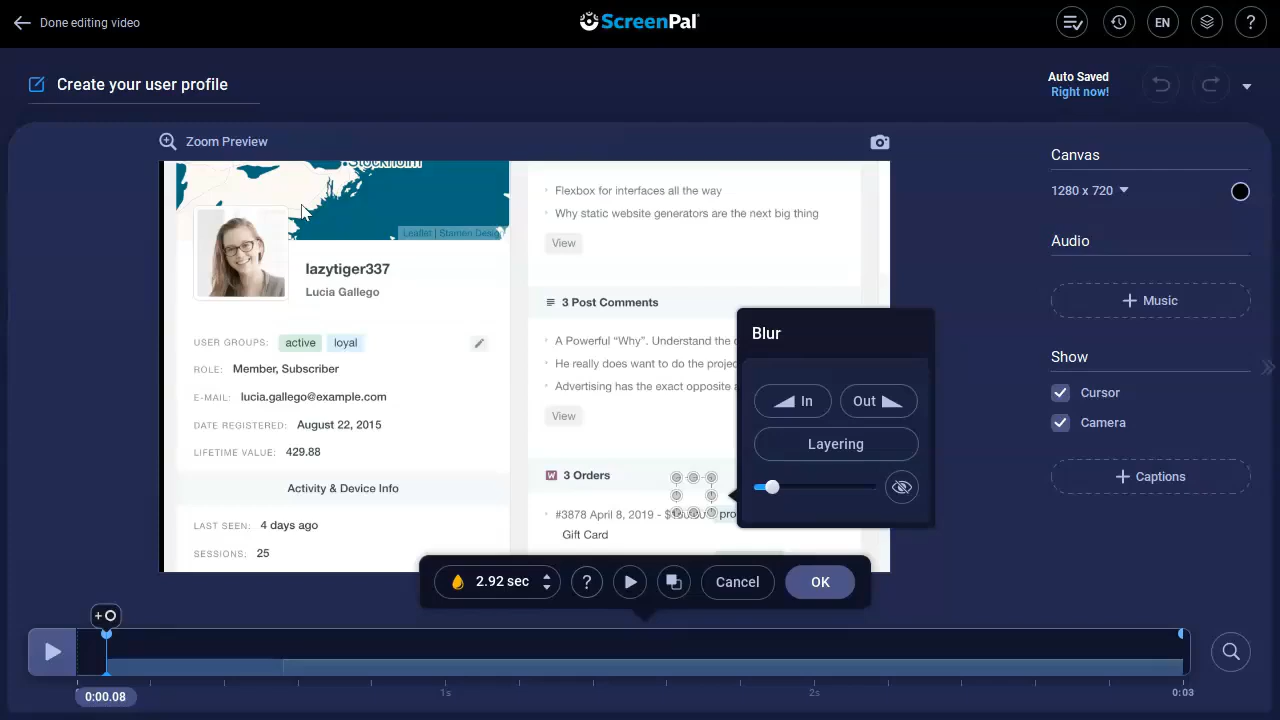 Done editing video
ScreenPal
EN
?
Create your user profile
Auto Saved
Right now!
Zoom Preview
Canvas
1280 x 720
Audio
+ Music
Show
Cursor
Camera
+ Captions
Stockholm
Leaflet | Stamen Design
lazytiger337
Lucia Gallego
USER GROUPS: active loyal
ROLE: Member, Subscriber
E-MAIL: lucia.gallego@example.com
DATE REGISTERED: August 22, 2015
LIFETIME VALUE: 429.88
Activity & Device Info
LAST SEEN: 4 days ago
SESSIONS: 25
Flexbox for interfaces all the way
Why static website generators are the next big thing
View
3 Post Comments
A Powerful “Why”. Understand the
He really does want to do the
Advertising has the exact opposite
View
3 Orders
#3878 April 8, 2019 -
Gift Card
Blur
In
Out
Layering
2.92 sec
?
Cancel
OK
+
0:00.08
1s
2s
0:03